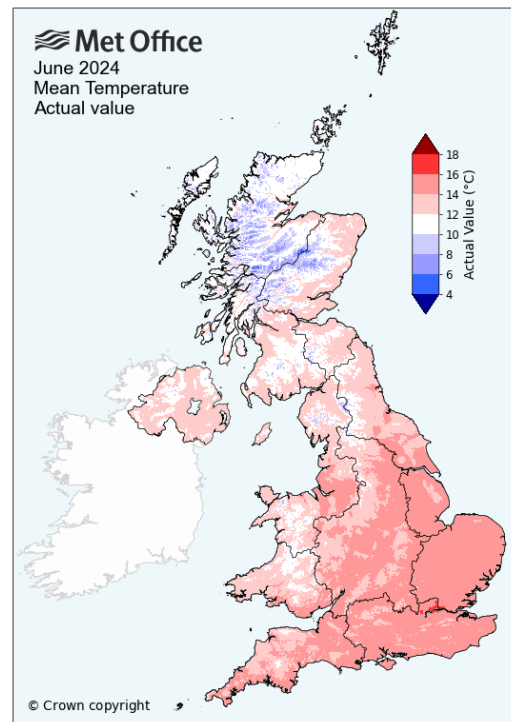 Met Office
June 2024
Mean Temperature
Actual value
18
16
14
12
10
8
6
4
Actual Value (°C)
© Crown copyright